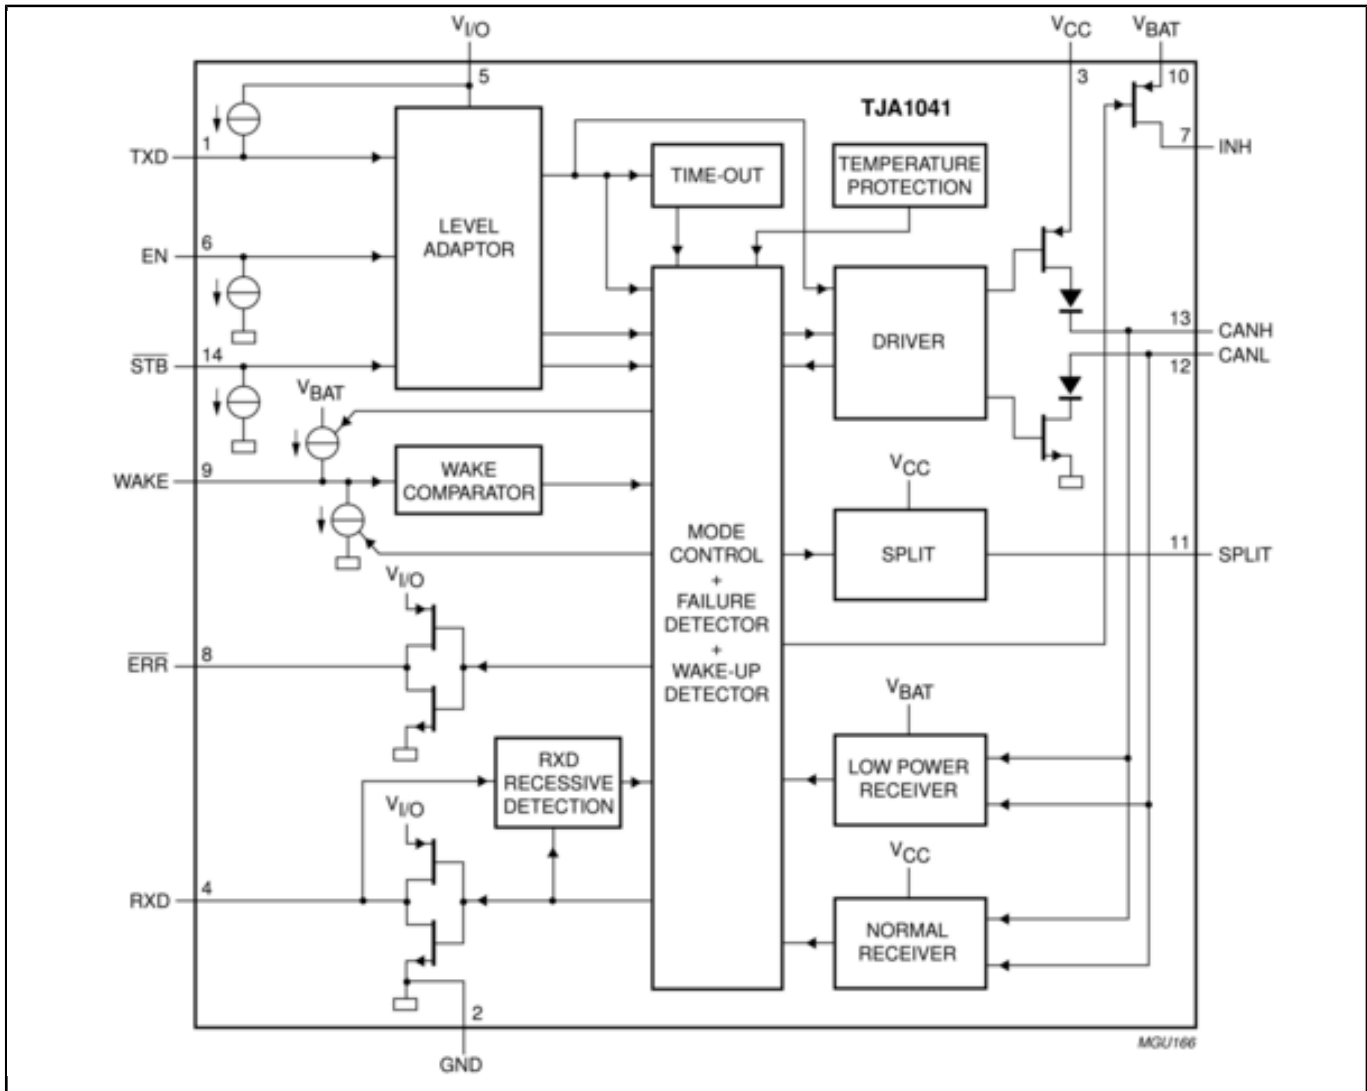 VI/O
VCC
VBAT
5
3
10
TJA1041
1
TXD
7
INH
TIME-OUT
TEMPERATURE
PROTECTION
LEVEL
ADAPTOR
6
EN
13
CANH
DRIVER
CANL
12
14
STB
VBAT
9
WAKE
WAKE
COMPARATOR
VCC
MODE
CONTROL
+
FAILURE
DETECTOR
+
WAKE-UP
DETECTOR
SPLIT
11
SPLIT
VI/O
8
ERR
VBAT
RXD
RECESSIVE
DETECTION
LOW POWER
RECEIVER
VI/O
VCC
4
RXD
NORMAL
RECEIVER
2
GND
MGU166